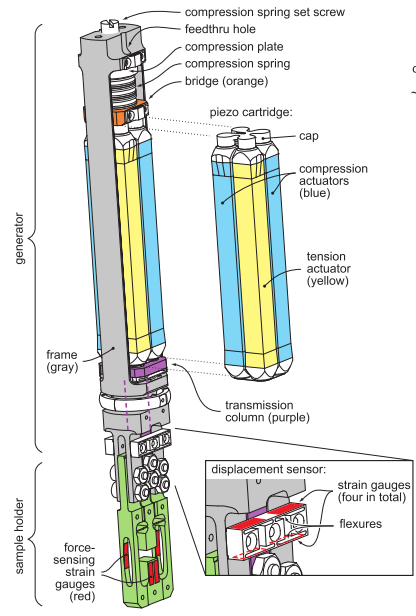 compression spring set screw
feedthru hole
compression plate
compression spring
bridge (orange)
piezo cartridge:
cap
compression
actuators
(blue)
tension
actuator
(yellow)
generator
frame
(gray)
transmission
column (purple)
displacement sensor:
strain gauges
(four in total)
flexures
sample holder
force-
sensing
strain
gauges
(red)